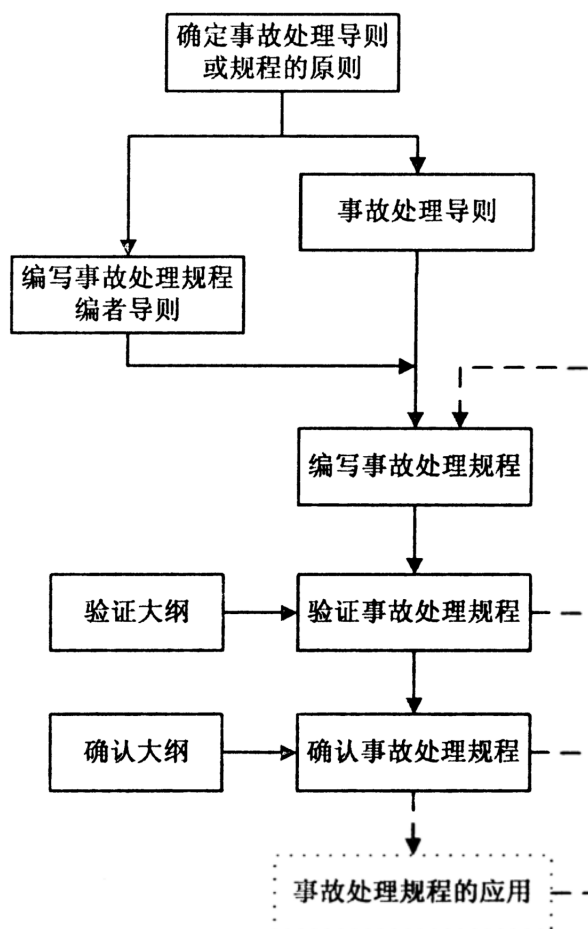 确定事故处理导则
或规程的原则
事故处理导则
编写事故处理规程
编者导则
编写事故处理规程
验证大纲
验证事故处理规程
确认大纲
确认事故处理规程
事故处理规程的应用